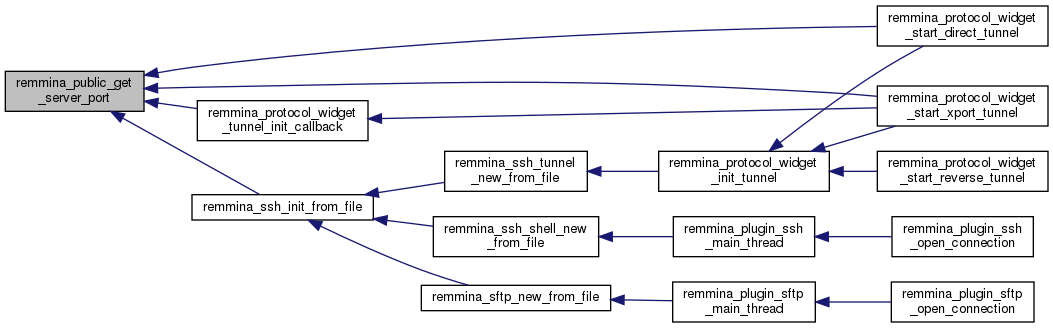 remmina_public_get
_server_port
remmina_protocol_widget
_start_direct_tunnel
remmina_protocol_widget
_tunnel_init_callback
remmina_protocol_widget
_start_xport_tunnel
remmina_ssh_init_from_file
remmina_ssh_tunnel
_new_from_file
remmina_protocol_widget
_init_tunnel
remmina_protocol_widget
_start_reverse_tunnel
remmina_ssh_shell_new
_from_file
remmina_plugin_ssh
_main_thread
remmina_plugin_ssh
_open_connection
remmina_sftp_new_from_file
remmina_plugin_sftp
_main_thread
remmina_plugin_sftp
_open_connection